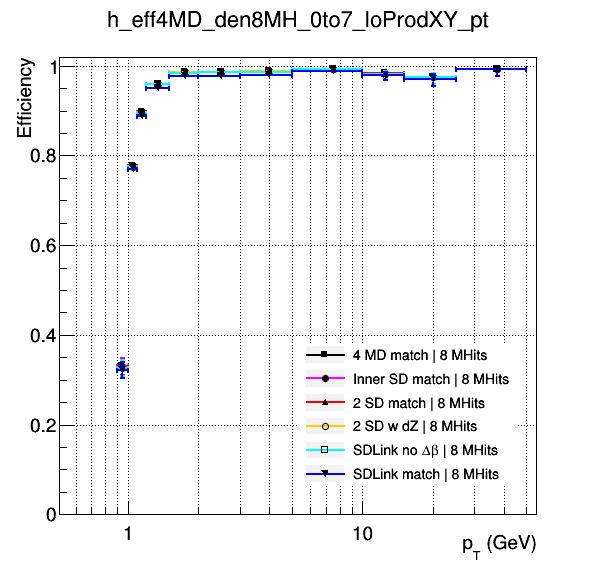 h_eff4MD_den8MH_0to7_loProdXY_pt
Efficiency
1
0.8
0.6
0.4
0.2
0
4 MD match | 8 MHits
Inner SD match | 8 MHits
2 SD match | 8 MHits
2 SD w dZ | 8 MHits
SDLink no Δβ | 8 MHits
SDLink match | 8 MHits
1
10
p_T (GeV)